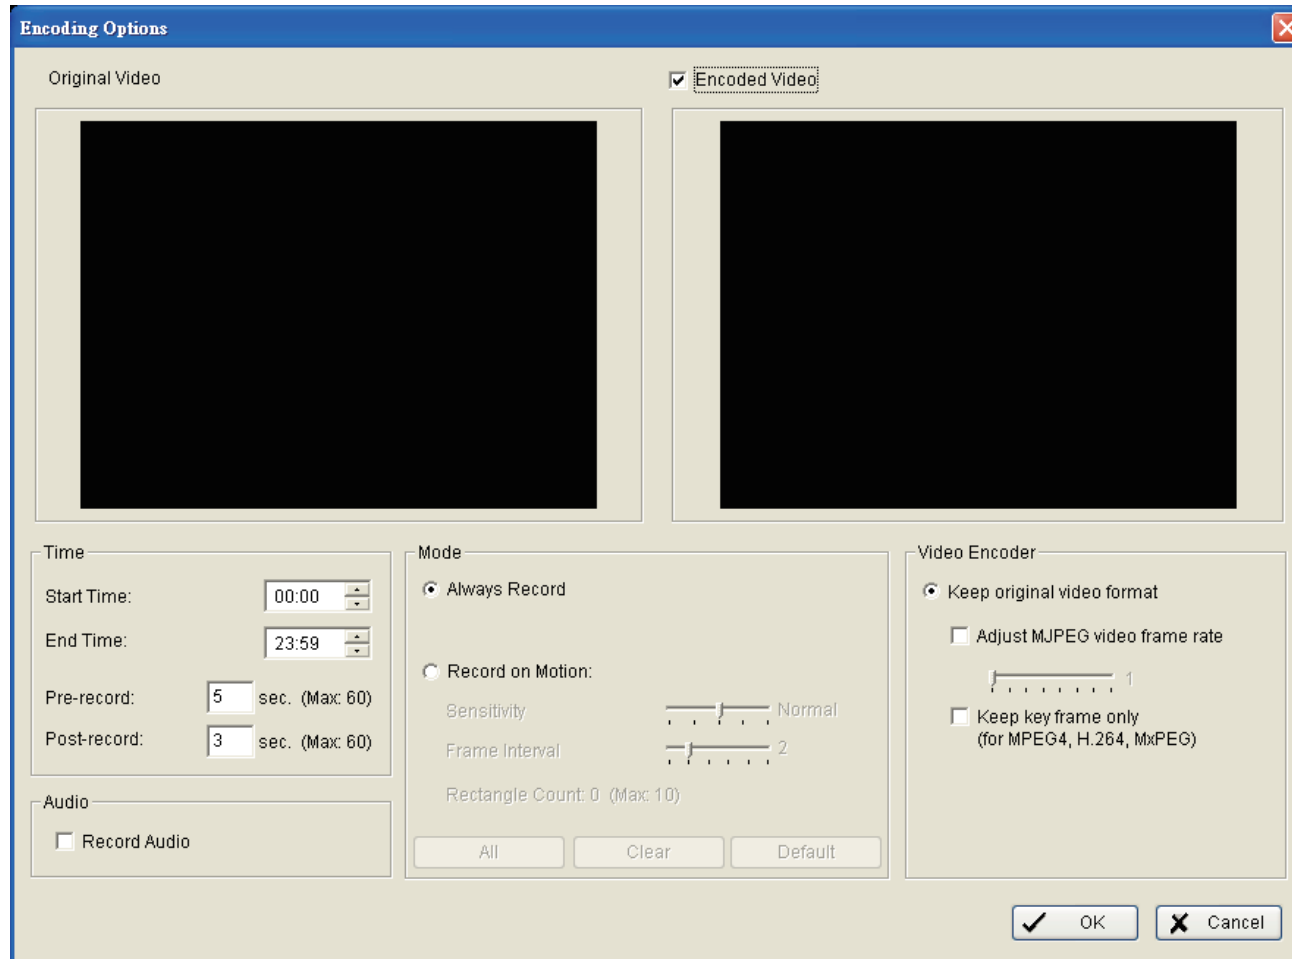 Encoding Options
Original Video
Encoded Video
Time
Start Time: 00:00
End Time: 23:59
Pre-record: 5 sec. (Max: 60)
Post-record: 3 sec. (Max: 60)
Audio
Record Audio
Mode
Always Record
Record on Motion:
Sensitivity Normal
Frame Interval 2
Rectangle Count: 0 (Max: 10)
All Clear Default
Video Encoder
Keep original video format
Adjust MJPEG video frame rate
1
Keep key frame only
(for MPEG4, H.264, MxPEG)
OK Cancel